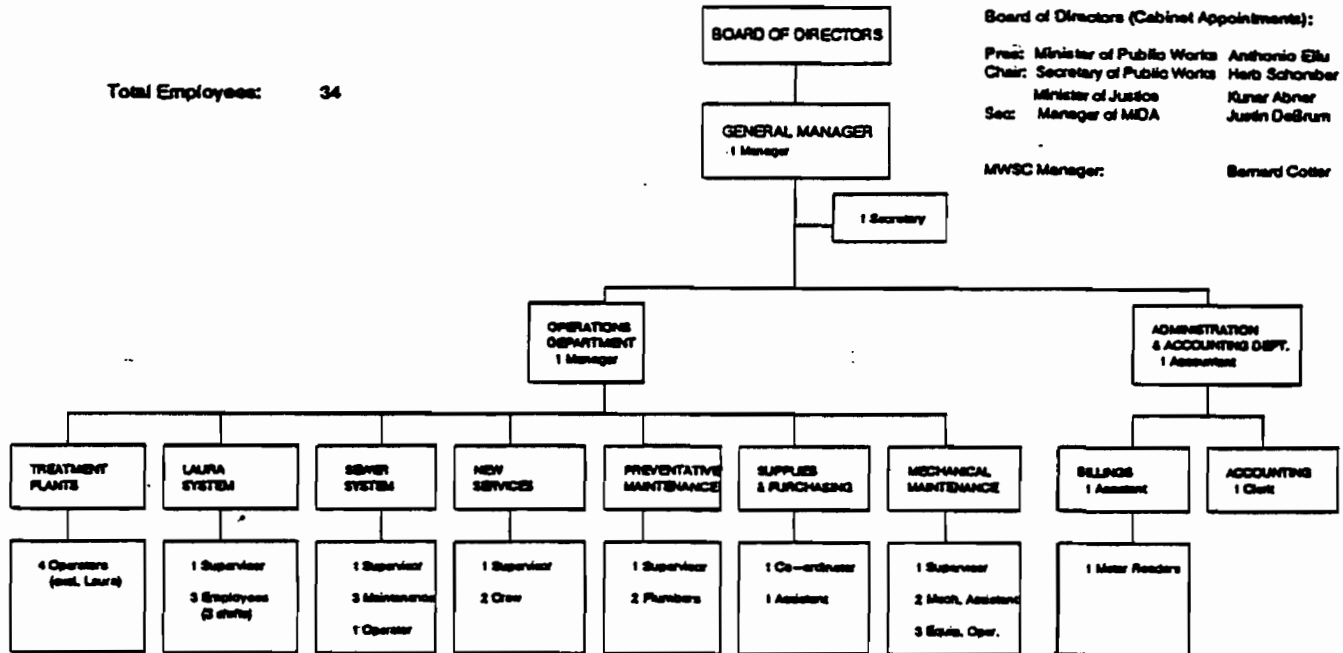 Total Employees: 34
BOARD OF DIRECTORS
GENERAL MANAGER
1 Manager
1 Secretary
Board of Directors (Cabinet Appointments):
Pres: Minister of Public Works Anthonio Eliu
Chair: Secretary of Public Works Herb Schomber
Minister of Justice Kunar Abner
Sec: Manager of MIDA Justin DeBrum
MWSC Manager: Bernard Cotter
OPERATIONS
DEPARTMENT
1 Manager
ADMINISTRATION
& ACCOUNTING DEPT.
1 Accountant
TREATMENT
PLANTS
LAURA
SYSTEM
SEWER
SYSTEM
NEW
SERVICES
PREVENTATIVE
MAINTENANCE
SUPPLIES
& PURCHASING
MECHANICAL
MAINTENANCE
BILLINGS
1 Assistant
ACCOUNTING
1 Clerk
4 Operators
(excl, Laura)
1 Supervisor
3 Employees
(3 shifts)
1 Supervisor
3 Maintenance
1 Operator
1 Supervisor
2 Crew
1 Supervisor
2 Plumbers
1 Co-ordinator
1 Assistant
1 Supervisor
2 Mech, Assistant
3 Equip, Oper.
1 Meter Readers